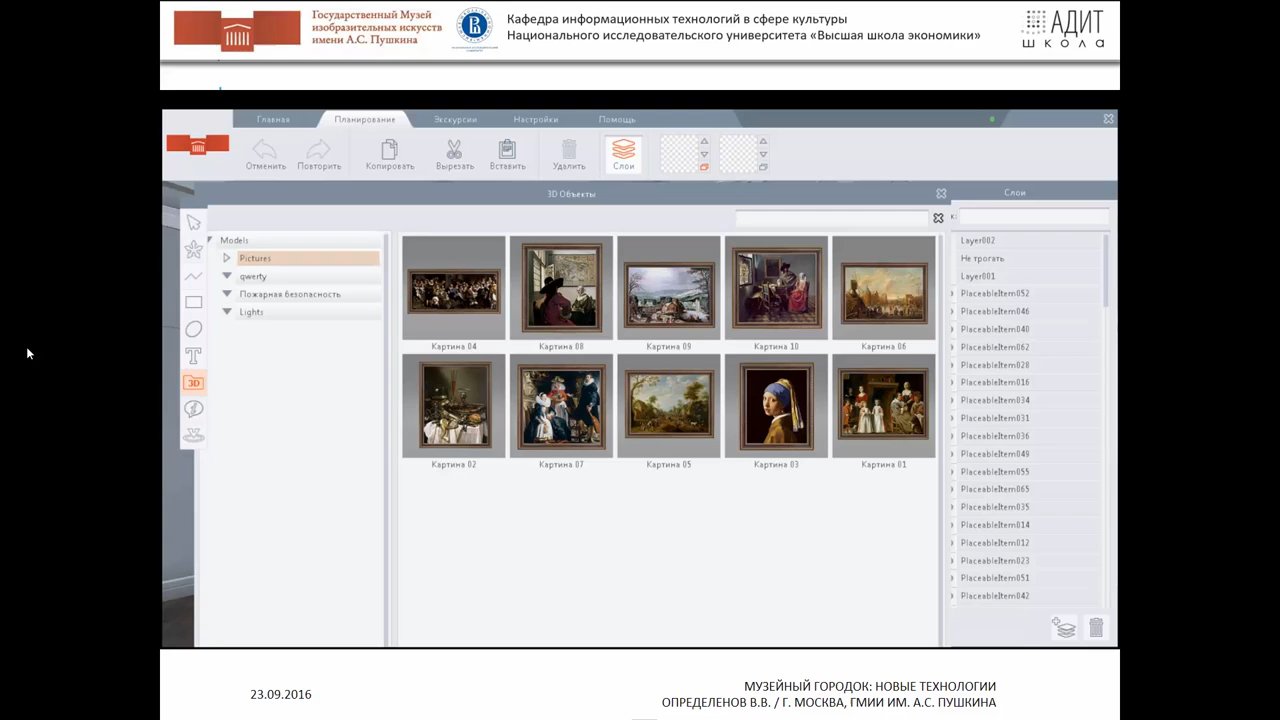 Государственный Музей
изобразительных искусств
имени А.С. Пушкина
Кафедра информационных технологий в сфере культуры
Национального исследовательского университета «Высшая школа экономики»
АДИТ
школа
Главная
Планирование
Экскурсии
Настройки
Помощь
Отменить
Повторить
Копировать
Вырезать
Вставить
Удалить
Слои
3D Объекты
Слои
Models
Pictures
qwerty
Пожарная безопасность
Lights
T
3D
Картина 04
Картина 08
Картина 09
Картина 10
Картина 06
Картина 02
Картина 07
Картина 05
Картина 03
Картина 01
Layer002
Не трогать
Layer001
PlaceableItem052
PlaceableItem046
PlaceableItem040
PlaceableItem062
PlaceableItem028
PlaceableItem016
PlaceableItem034
PlaceableItem031
PlaceableItem036
PlaceableItem049
PlaceableItem055
PlaceableItem065
PlaceableItem035
PlaceableItem014
PlaceableItem012
PlaceableItem023
PlaceableItem051
PlaceableItem042
23.09.2016
МУЗЕЙНЫЙ ГОРОДОК: НОВЫЕ ТЕХНОЛОГИИ
ОПРЕДЕЛЕНОВ В.В. / Г. МОСКВА, ГМИИ ИМ. А.С. ПУШКИНА